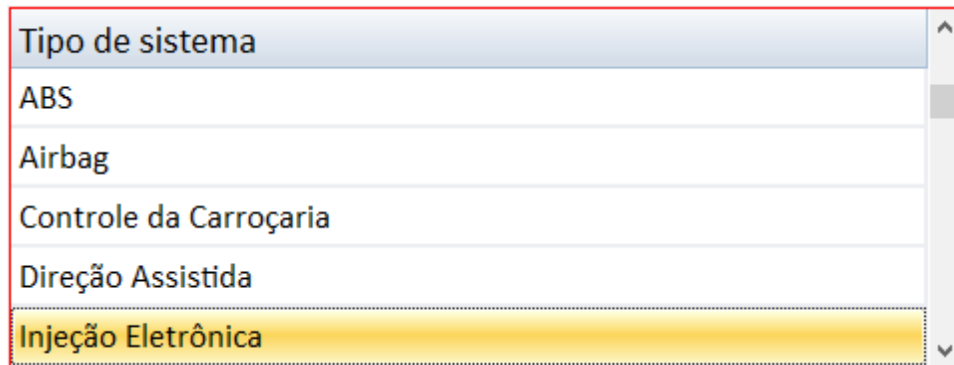 Tipo de sistema
ABS
Airbag
Controle da Carroçaria
Direção Assistida
Injeção Eletrônica